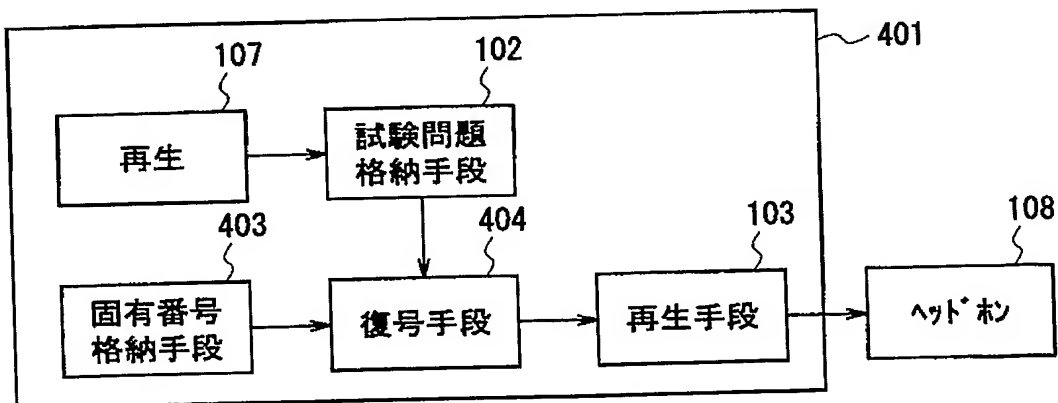 401
107
102
再生
試験問題
格納手段
403
404
103
108
固有番号
格納手段
復号手段
再生手段
ヘッドホン